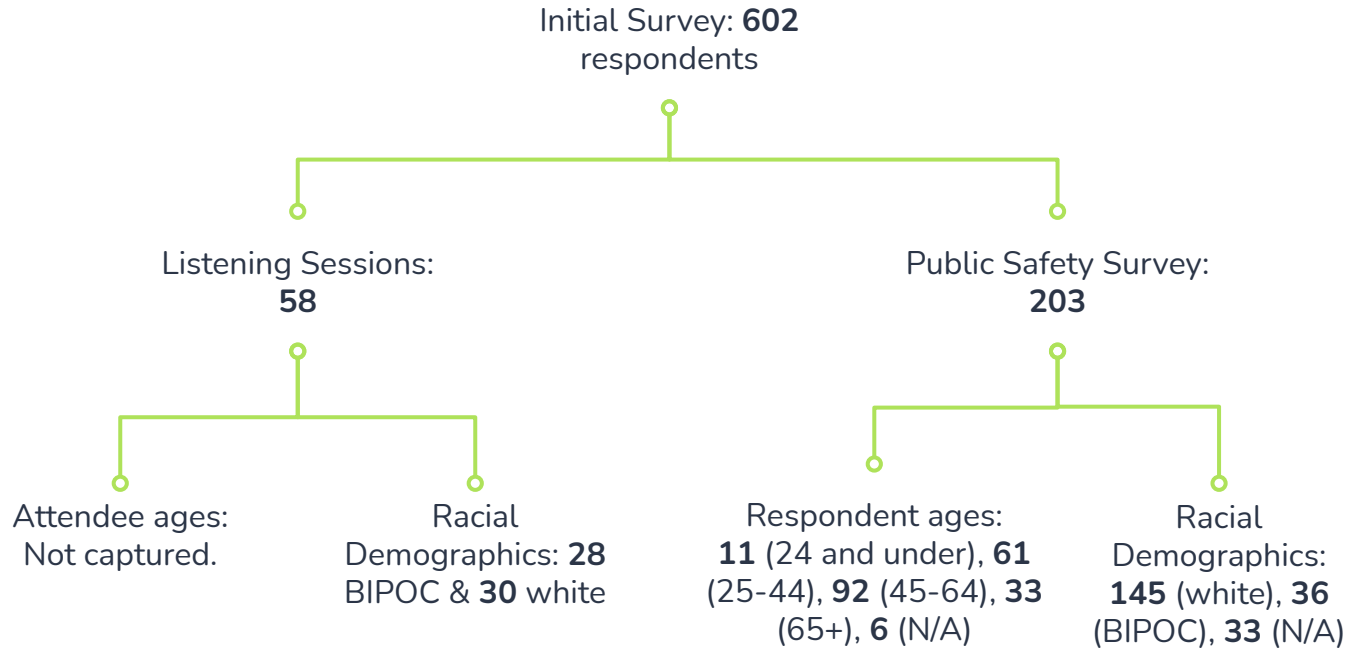 Initial Survey: 602
respondents
Listening Sessions:
58
Public Safety Survey:
203
Attendee ages:
Not captured.
Racial
Demographics: 28
BIPOC & 30 white
Respondent ages:
11 (24 and under), 61
(25-44), 92 (45-64), 33
(65+), 6 (N/A)
Racial
Demographics:
145 (white), 36
(BIPOC), 33 (N/A)